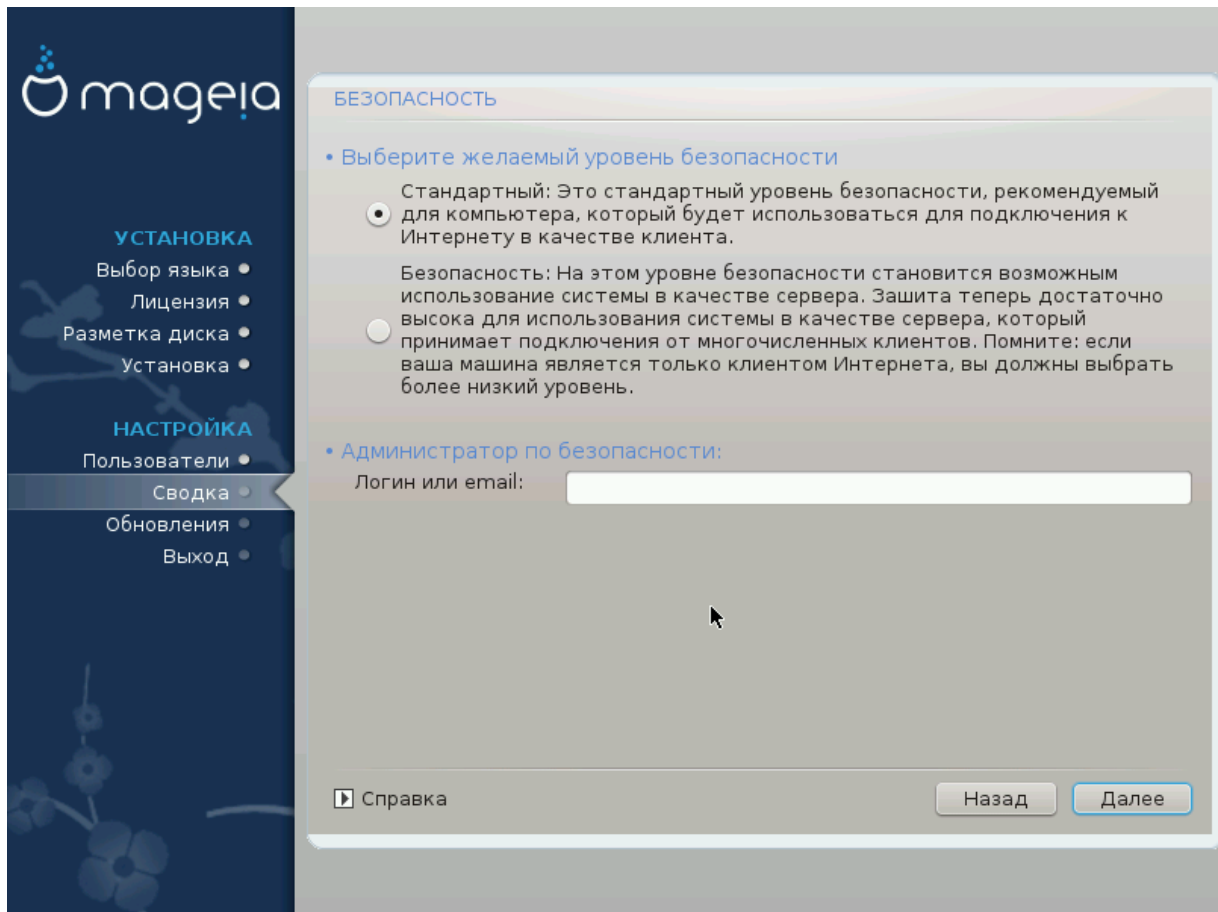 mageia
УСТАНОВКА
Выбор языка
Лицензия
Разметка диска
Установка
НАСТРОЙКА
Пользователи
Сводка
Обновления
Выход
БЕЗОПАСНОСТЬ
• Выберите желаемый уровень безопасности
Стандартный: Это стандартный уровень безопасности, рекомендуемый
для компьютера, который будет использоваться для подключения к
Интернету в качестве клиента.
Безопасность: На этом уровне безопасности становится возможным
использование системы в качестве сервера. Зашита теперь достаточно
высока для использования системы в качестве сервера, который
принимает подключения от многочисленных клиентов. Помните: если
ваша машина является только клиентом Интернета, вы должны выбрать
более низкий уровень.
• Администратор по безопасности:
Логин или email:
Справка
Назад
Далее